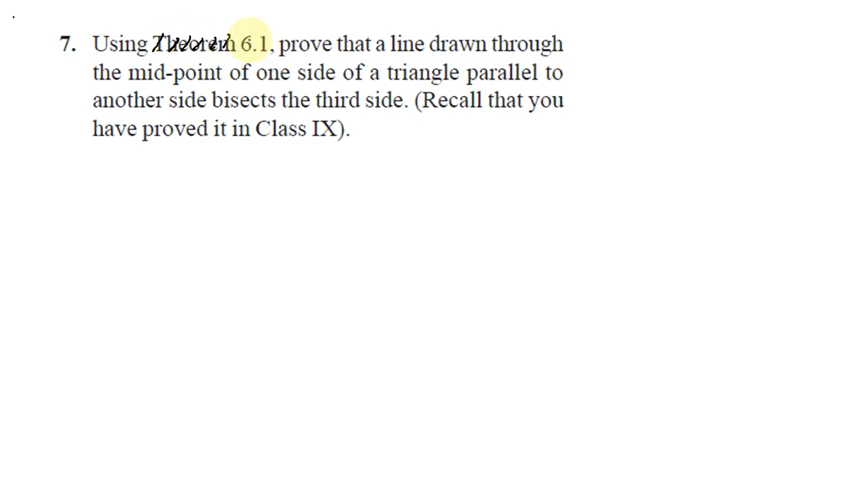 7. Using Theorem 6.1, prove that a line drawn through
the mid-point of one side of a triangle parallel to
another side bisects the third side. (Recall that you
have proved it in Class IX).